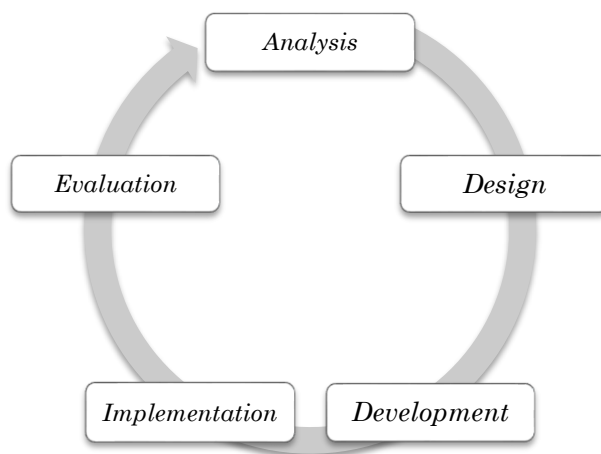 Analysis
Evaluation
Design
Implementation
Development